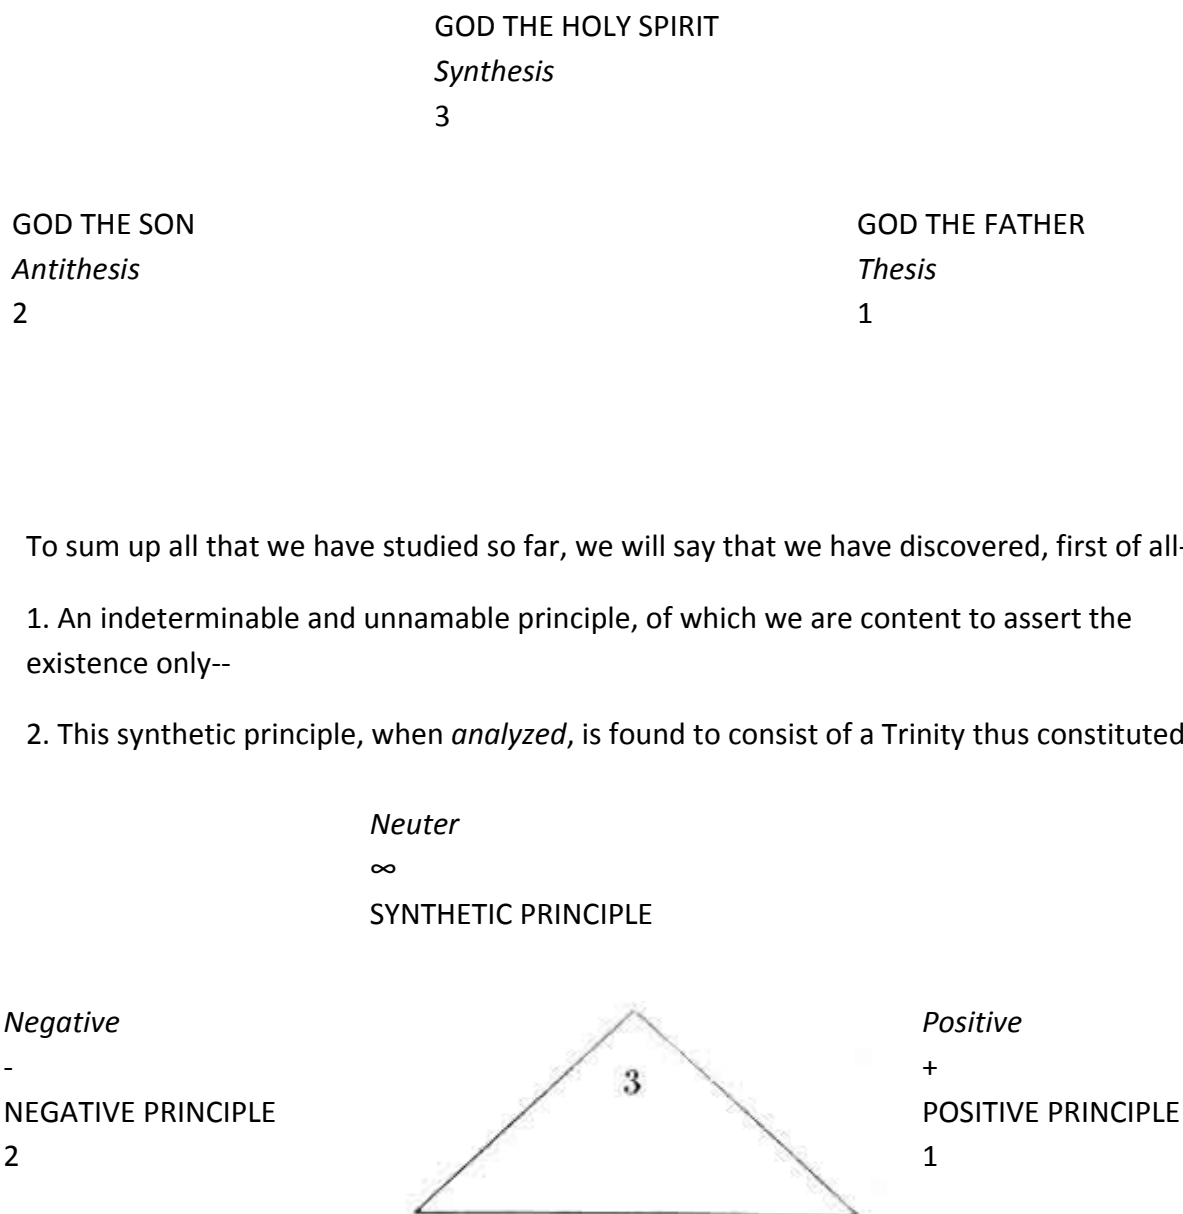 GOD THE HOLY SPIRIT
Synthesis
3
GOD THE SON
Antithesis
2
GOD THE FATHER
Thesis
1
To sum up all that we have studied so far, we will say that we have discovered, first of all-
1. An indeterminable and unnamable principle, of which we are content to assert the
existence only--
2. This synthetic principle, when analyzed, is found to consist of a Trinity thus constituted
Neuter
∞
SYNTHETIC PRINCIPLE
Negative
-
NEGATIVE PRINCIPLE
2
3
Positive
+
POSITIVE PRINCIPLE
1